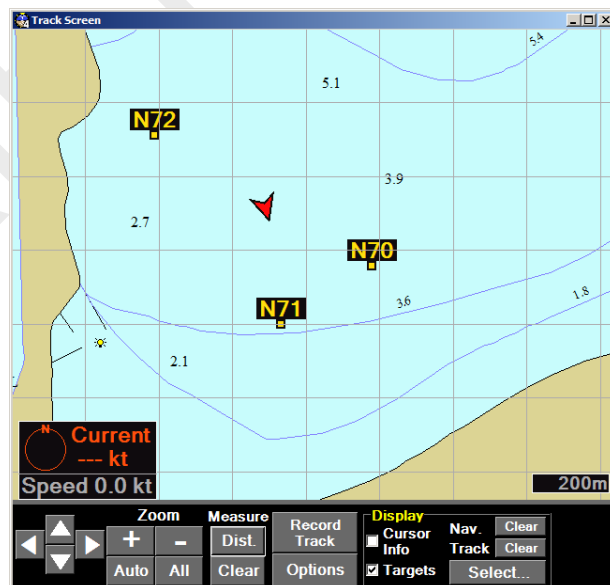 Track Screen
5.4
5.1
N72
3.9
2.7
N70
N71
3.6
1.8
2.1
N
Current
--- kt
Speed 0.0 kt
200m
Zoom
+ -
Auto All
Measure
Dist.
Clear
Record
Track
Options
Display
Cursor
Info
Targets
Nav. Clear
Track Clear
Select...